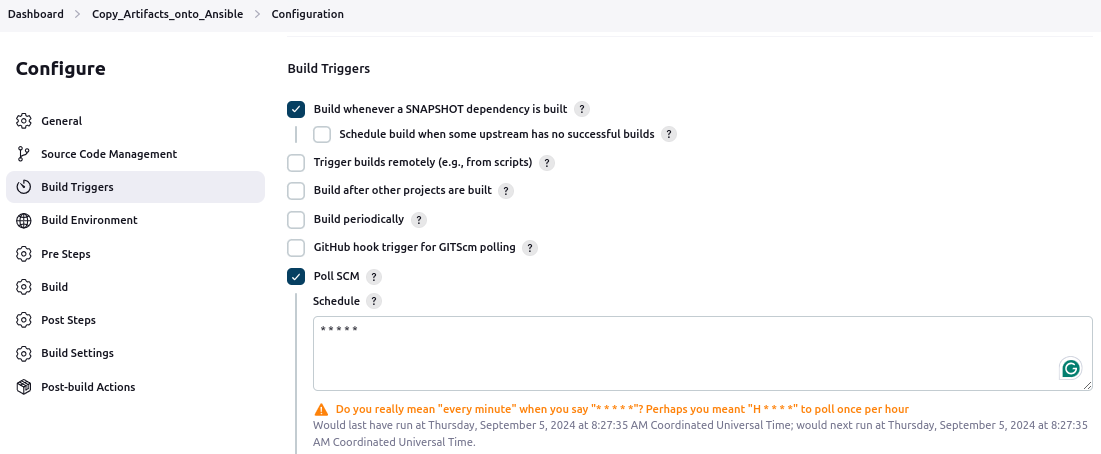 Dashboard > Copy_Artifacts_onto_Ansible > Configuration
Configure
General
Source Code Management
Build Triggers
Build Environment
Pre Steps
Build
Post Steps
Build Settings
Post-build Actions
Build Triggers
Build whenever a SNAPSHOT dependency is built ?
Schedule build when some upstream has no successful builds ?
Trigger builds remotely (e.g., from scripts) ?
Build after other projects are built ?
Build periodically ?
GitHub hook trigger for GITScm polling ?
Poll SCM ?
Schedule ?
* * * * *
Do you really mean "every minute" when you say "* * * * *"? Perhaps you meant "H * * * *" to poll once per hour
Would last have run at Thursday, September 5, 2024 at 8:27:35 AM Coordinated Universal Time; would next run at Thursday, September 5, 2024 at 8:27:35
AM Coordinated Universal Time.